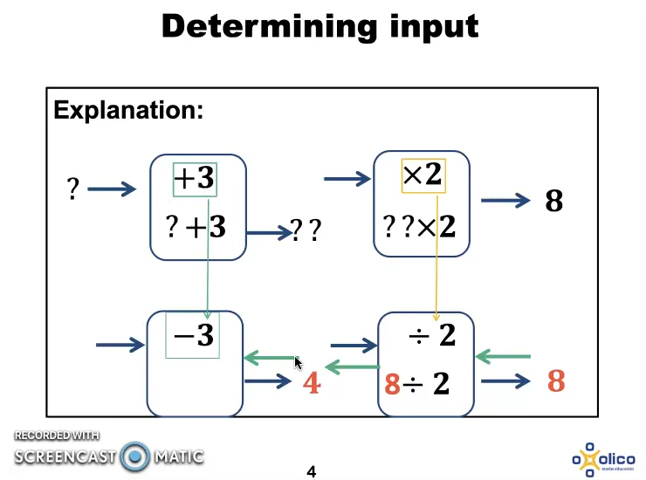 Determining input
Explanation:
+3
×2
?
8
? +3
? ?
? ?×2
−3
÷ 2
4
8÷ 2
8
RECORDED WITH
SCREENCAST MATIC
4
olico